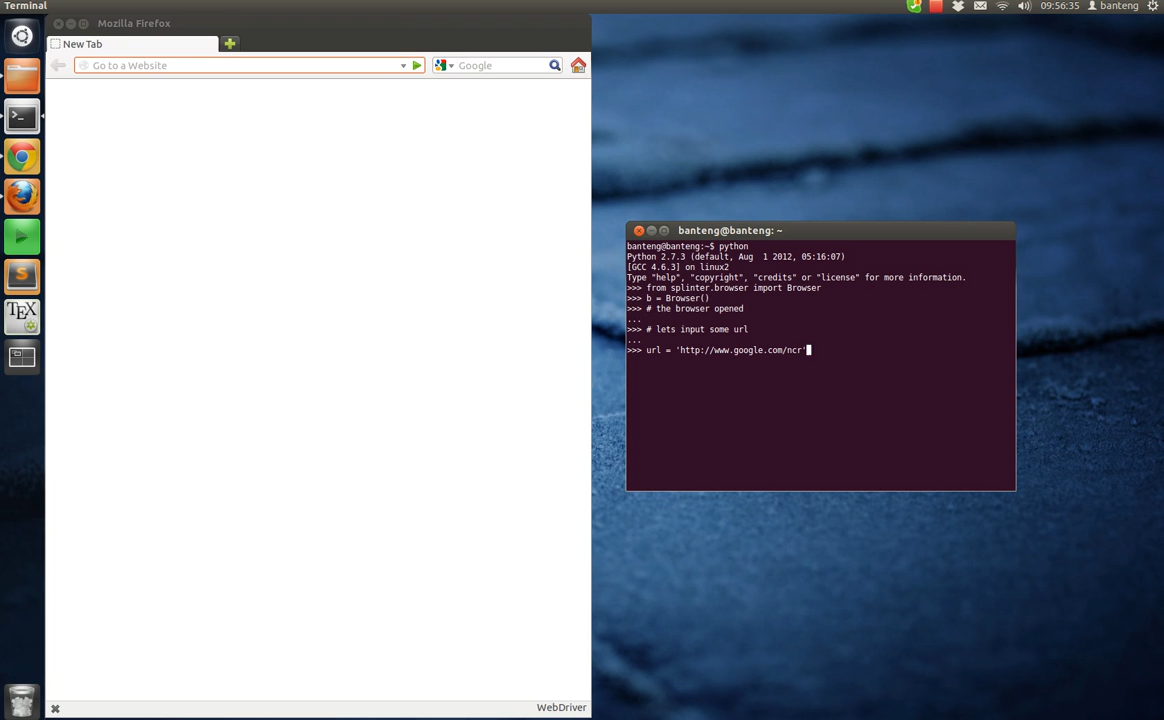 Terminal
09:56:35
banteng
Mozilla Firefox
New Tab
Go to a Website
Google
banteng@banteng: ~
banteng@banteng:~$ python
Python 2.7.3 (default, Aug  1 2012, 05:16:07)
[GCC 4.6.3] on linux2
Type "help", "copyright", "credits" or "license" for more information.
>>> from splinter.browser import Browser
>>> b = Browser()
>>> # the browser opened
...
>>> # lets input some url
...
>>> url = 'http://www.google.com/ncr'
>_
S
TEX
WebDriver